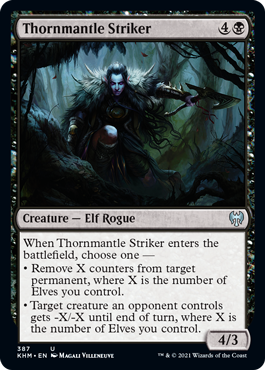 Thornmantle Striker 4
Creature — Elf Rogue
When Thornmantle Striker enters the
battlefield, choose one —
• Remove X counters from target
permanent, where X is the number of
Elves you control.
• Target creature an opponent controls
gets -X/-X until end of turn, where X
is the number of Elves you control.
4/3
387 U
KHM • EN Magali Villeneuve
™ & © 2021 Wizards of the Coast